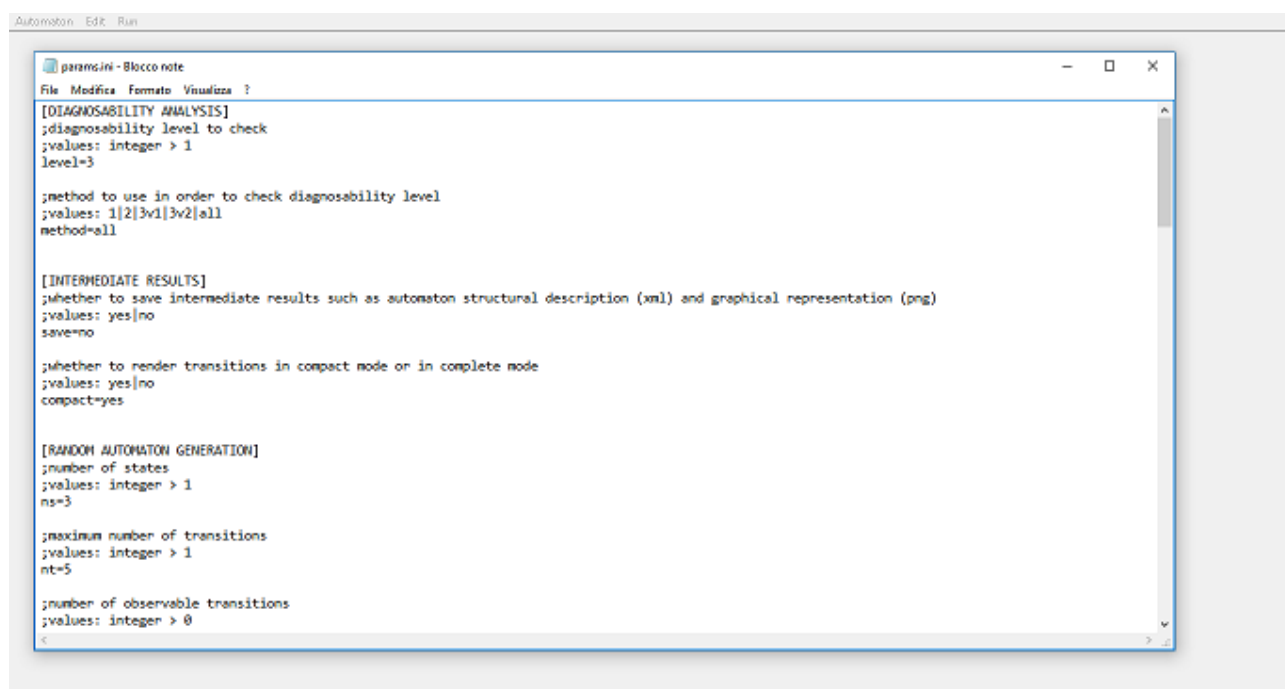 Automaton Edit Run
params.ini - Blocco note
File Modifica Formato Visualizza ?
[DIAGNOSABILITY ANALYSIS]
;diagnosability level to check
;values: integer > 1
level=3
;method to use in order to check diagnosability level
;values: 1|2|3v1|3v2|all
method=all
[INTERMEDIATE RESULTS]
;whether to save intermediate results such as automaton structural description (xml) and graphical representation (png)
;values: yes|no
save=no
;whether to render transitions in compact mode or in complete mode
;values: yes|no
compact=yes
[RANDOM AUTOMATON GENERATION]
;number of states
;values: integer > 1
ns=3
;maximum number of transitions
;values: integer > 1
nt=5
;number of observable transitions
;values: integer > 0